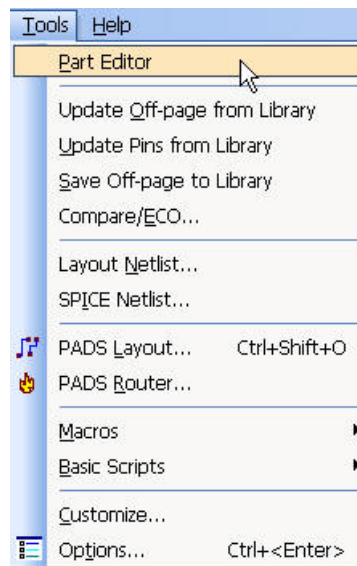 Tools Help
Part Editor
Update Off-page from Library
Update Pins from Library
Save Off-page to Library
Compare/ECO...
Layout Netlist...
SPICE Netlist...
PADS Layout... Ctrl+Shift+O
PADS Router...
Macros
Basic Scripts
Customize...
Options... Ctrl+<Enter>